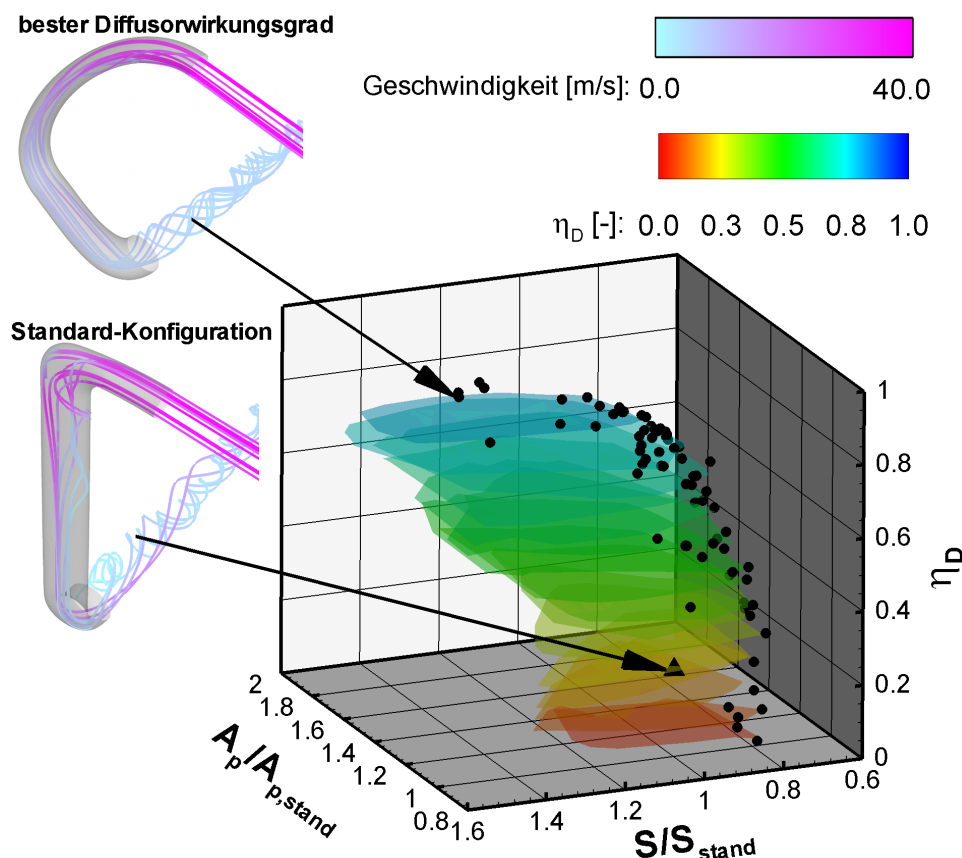 bester Diffusorwirkungsgrad
Geschwindigkeit [m/s]: 0.0 40.0
η_D [-]: 0.0 0.3 0.5 0.8 1.0
Standard-Konfiguration
1
0.8
0.6
0.4
0.2
0
η_D
2
1.8
1.6
1.4
1.2
1
0.8
A_p/A_p,stand
1.6
1.4
1.2
1
0.8
0.6
S/S_stand